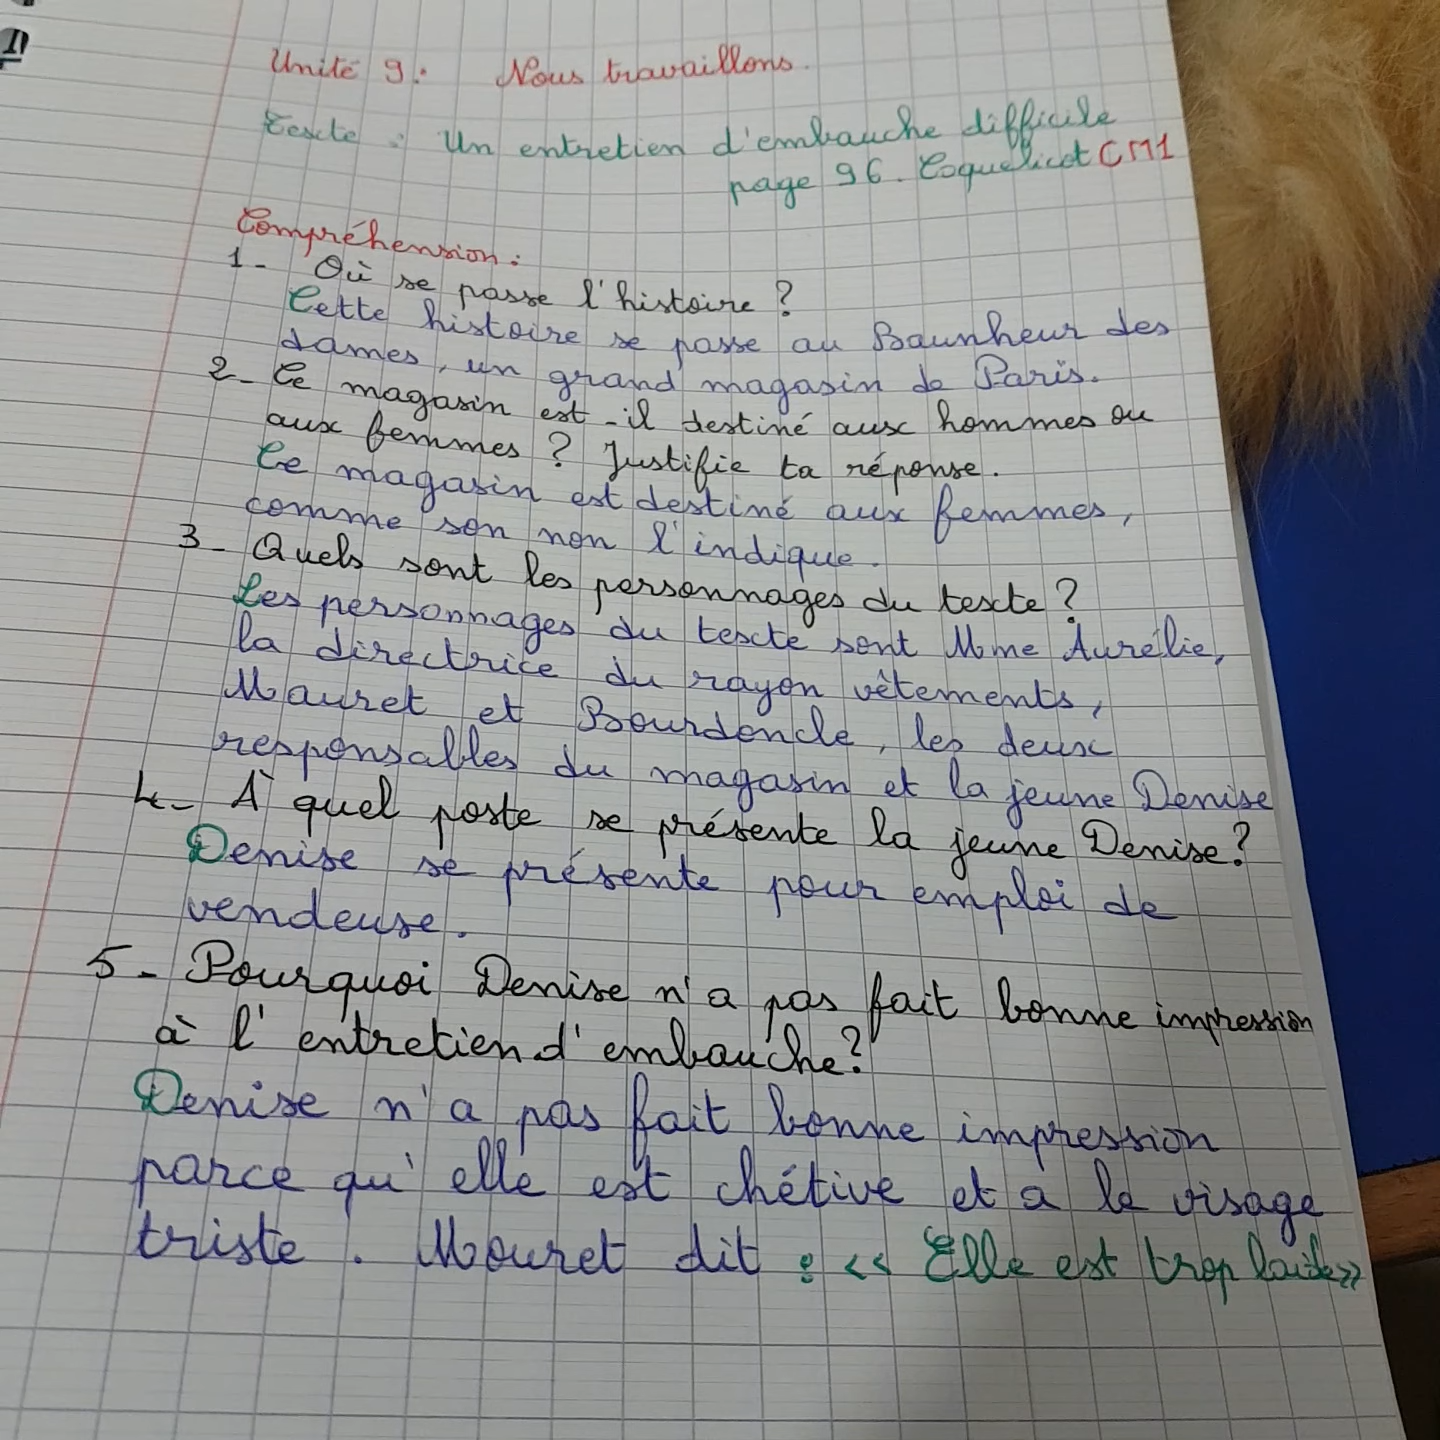 Unité 9: Nous travaillons.
Texte : Un entretien d'embauche difficile
page 96. Coquelicot CM1
Compréhension :
1- Où se passe l'histoire ?
Cette histoire se passe au Baunheur des
dames, un grand magasin de Paris.
2- Ce magasin est-il destiné aux hommes ou
aux femmes ? Justifie ta réponse.
Ce magasin est destiné aux femmes,
comme son non l'indique.
3- Quels sont les personnages du texte ?
Les personnages du texte sont Mme Aurélie,
la directrice du rayon vêtements,
Mauret et Bourdoncle, les deux
responsables du magasin et la jeune Denise
4- À quel poste se présente la jeune Denise ?
Denise se présente pour emploi de
vendeuse.
5- Pourquoi Denise n'a pas fait bonne impression
à l'entretien d'embauche ?
Denise n'a pas fait bonne impression
parce qu'elle est chétive et a le visage
triste. Mouret dit : << Elle est trop laide>>